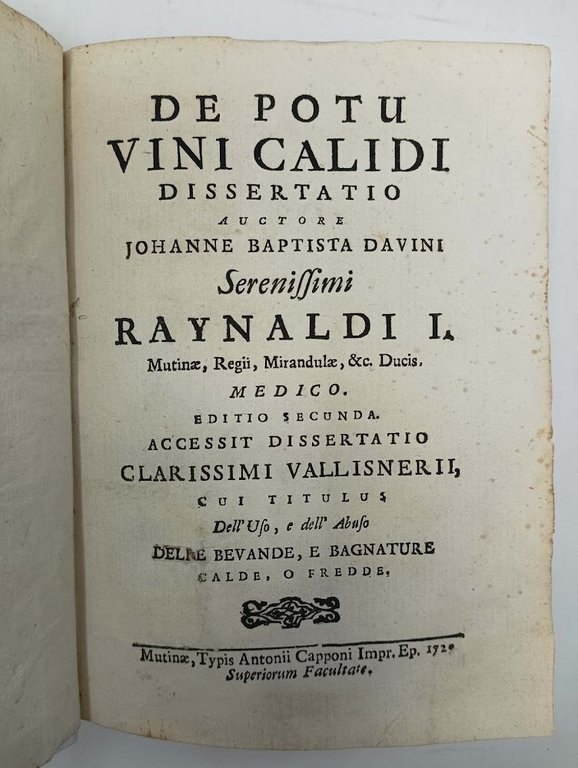 DE POTU
VINI CALIDI
DISSERTATIO
AUCTORE
JOHANNE BAPTISTA DAVINI
Sereniſſimi
RAYNALDI I.
Mutinæ, Regii, Mirandulæ, &c. Ducis.
MEDICO.
EDITIO SECUNDA.
ACCESSIT DISSERTATIO
CLARISSIMI VALLISNERII,
CUI TITULUS
Dell' Uſo, e dell' Abuſo
DELLE BEVANDE, E BAGNATURE
CALDE, O FREDDE.
Mutinæ, Typis Antonii Capponi Impr. Ep.
Superiorum Facultate.